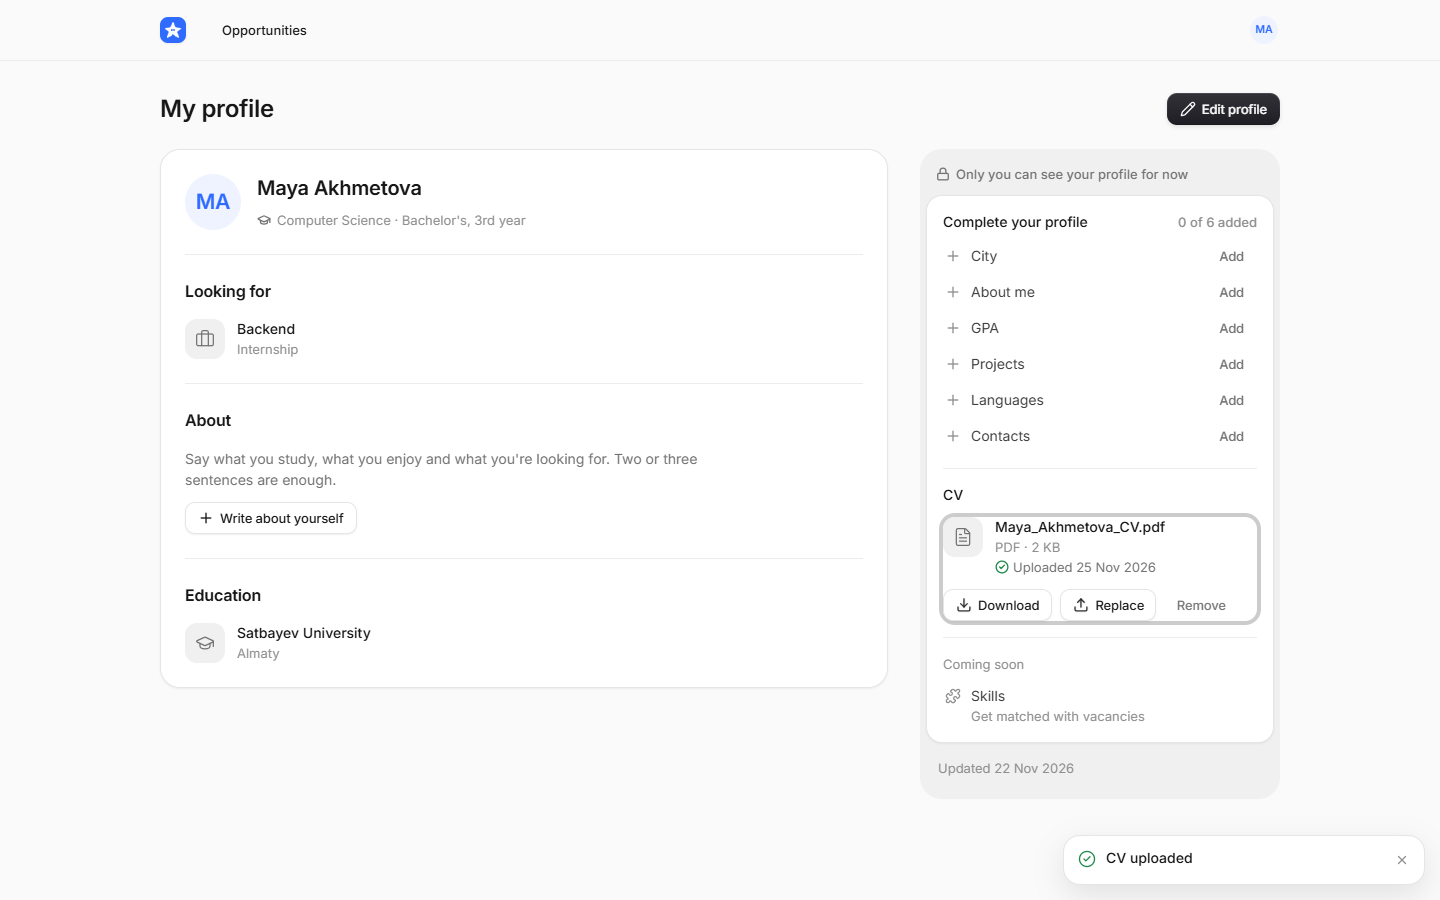 Opportunities
MA
My profile
Edit profile
MA
Maya Akhmetova
Computer Science · Bachelor's, 3rd year
Looking for
Backend
Internship
About
Say what you study, what you enjoy and what you're looking for. Two or three
sentences are enough.
Write about yourself
Education
Satbayev University
Almaty
Only you can see your profile for now
Complete your profile
0 of 6 added
City
Add
About me
Add
GPA
Add
Projects
Add
Languages
Add
Contacts
Add
CV
Maya_Akhmetova_CV.pdf
PDF · 2 KB
Uploaded 25 Nov 2026
Download
Replace
Remove
Coming soon
Skills
Get matched with vacancies
Updated 22 Nov 2026
CV uploaded